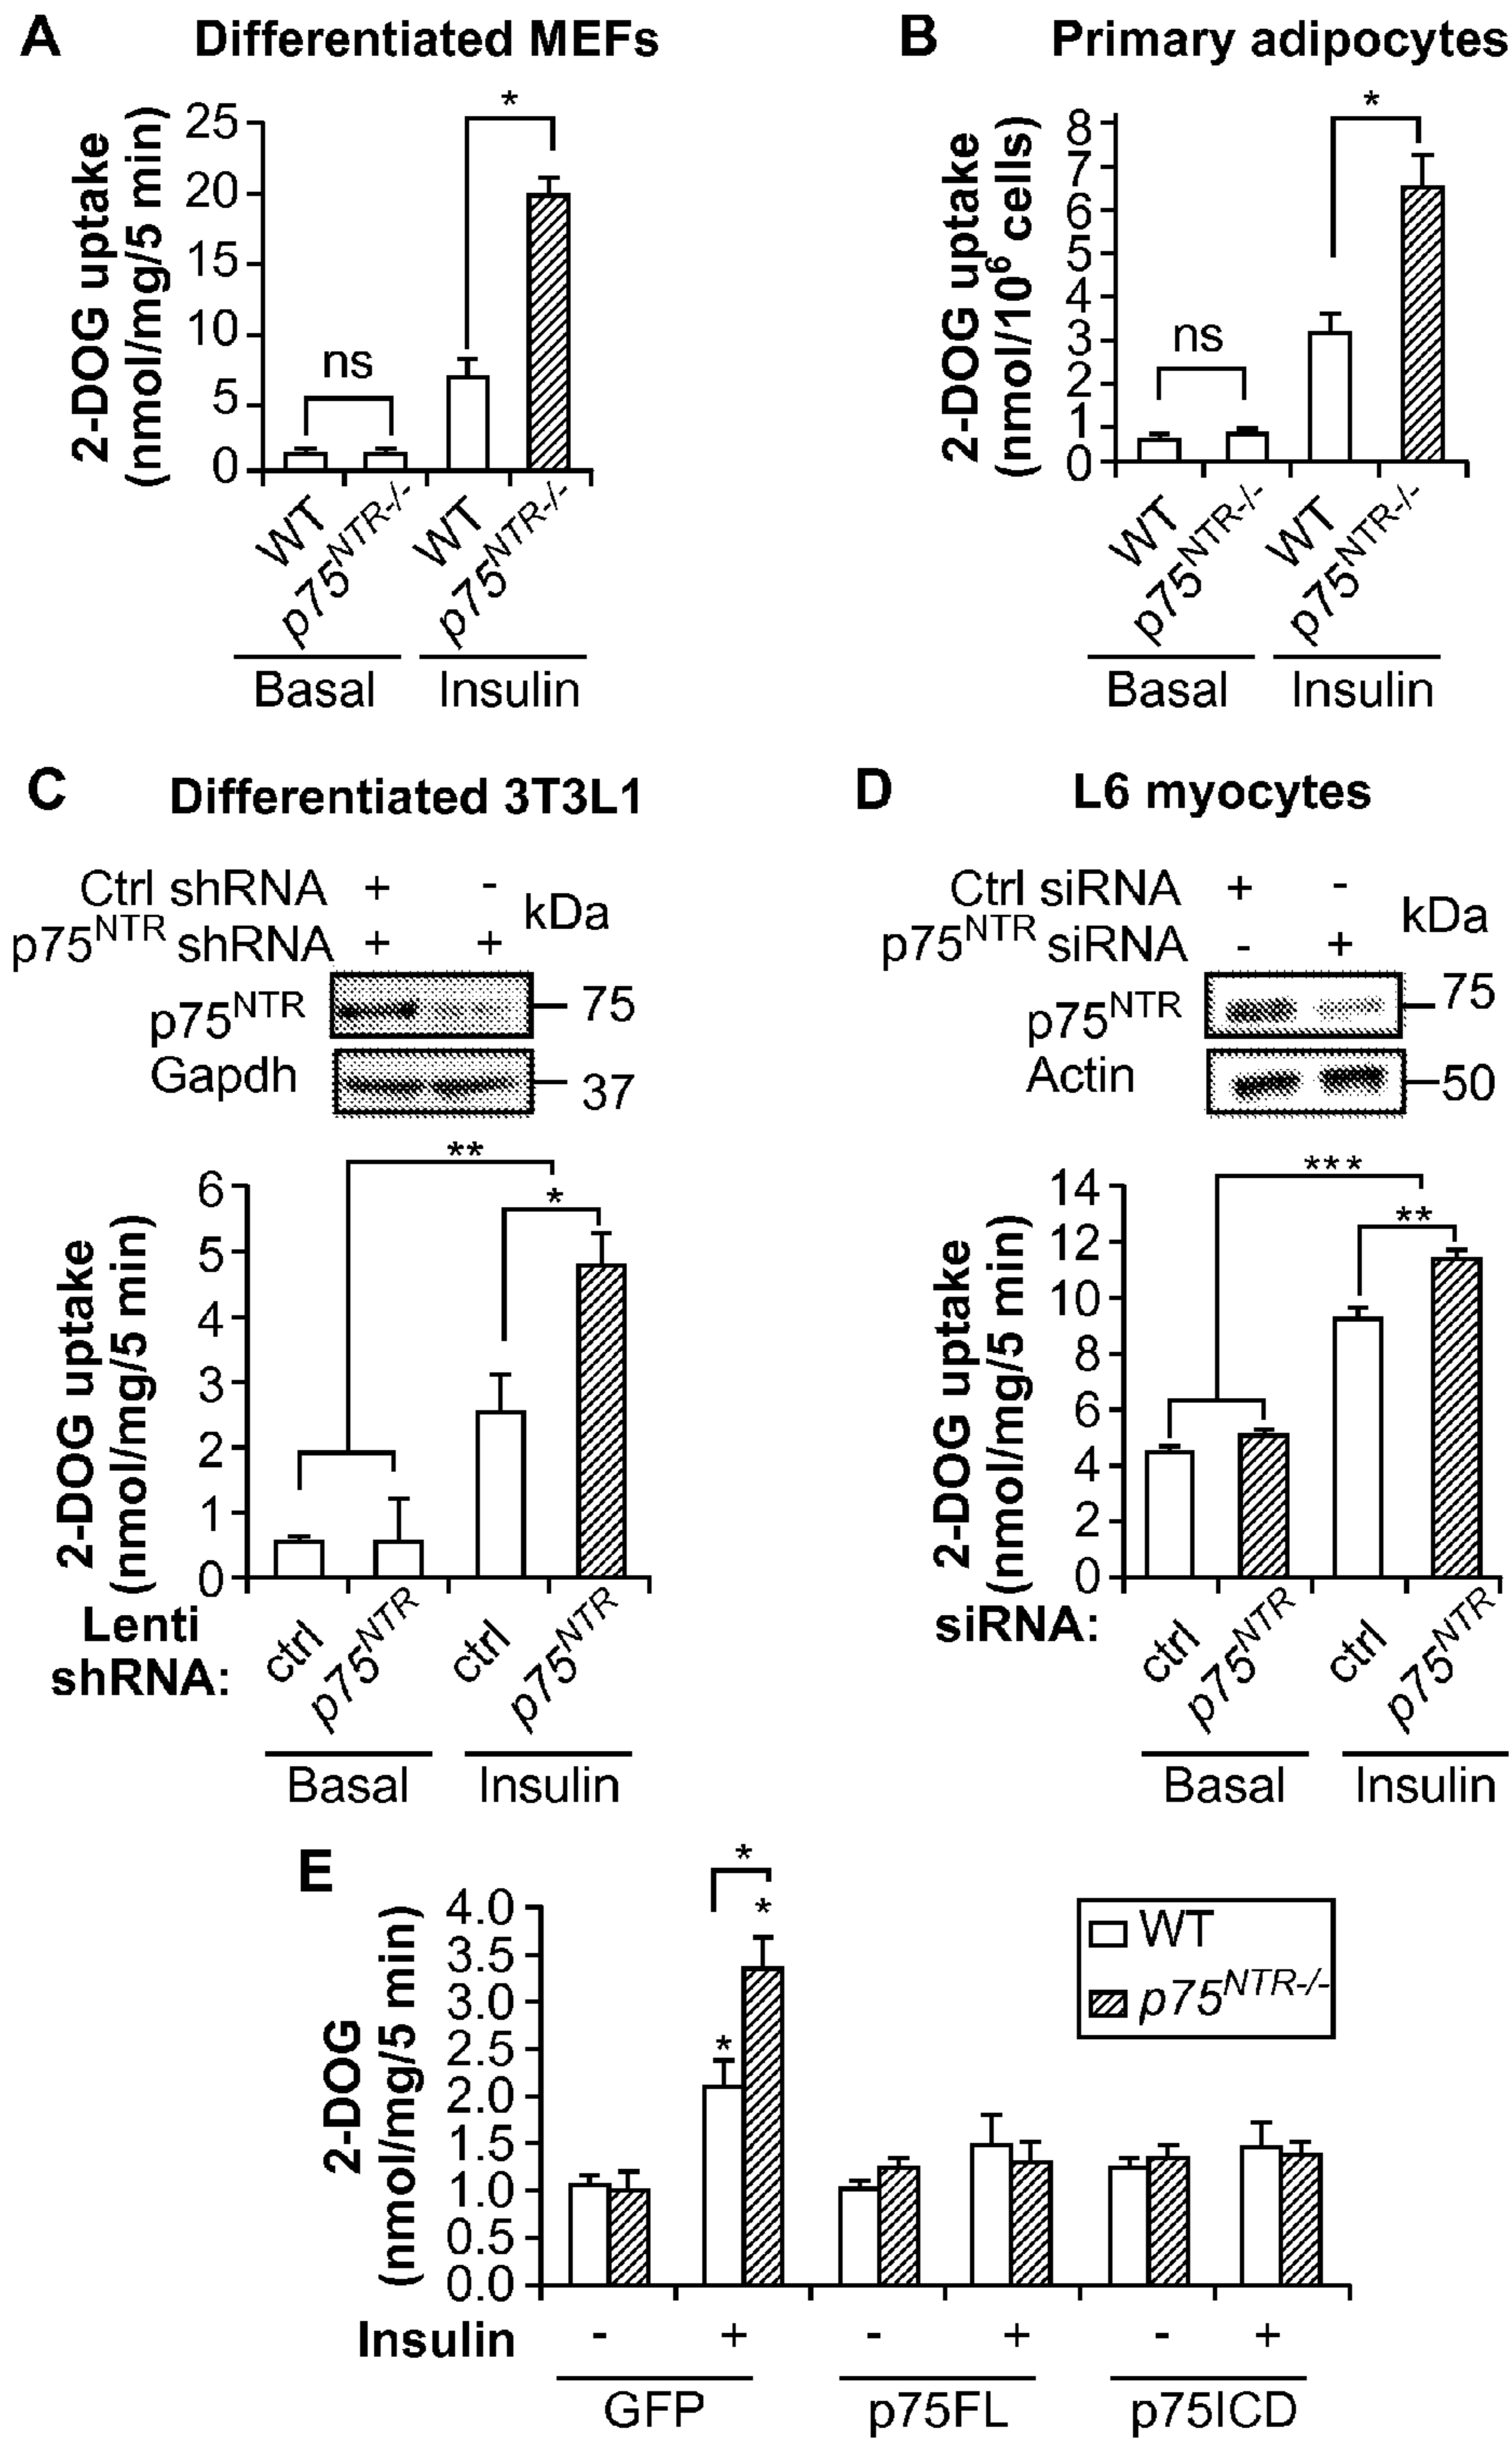 A Differentiated MEFs
2-DOG uptake
(nmol/mg/5 min)
25
20
15
10
5
0
*
ns
WT
p75NTR-/-
WT
p75NTR-/-
Basal
Insulin
B Primary adipocytes
2-DOG uptake
(nmol/10^6 cells)
8
7
6
5
4
3
2
1
0
*
ns
WT
p75NTR-/-
WT
p75NTR-/-
Basal
Insulin
C Differentiated 3T3L1
Ctrl shRNA + -
kDa
p75NTR shRNA + +
p75NTR
75
Gapdh
37
**
*
2-DOG uptake
(nmol/mg/5 min)
6
5
4
3
2
1
0
Lenti
shRNA:
ctrl
p75NTR
ctrl
p75NTR
Basal
Insulin
D L6 myocytes
Ctrl siRNA + -
kDa
p75NTR siRNA - +
p75NTR
75
Actin
50
***
**
2-DOG uptake
(nmol/mg/5 min)
14
12
10
8
6
4
2
0
siRNA:
ctrl
p75NTR
ctrl
p75NTR
Basal
Insulin
E
2-DOG
(nmol/mg/5 min)
4.0
3.5
3.0
2.5
2.0
1.5
1.0
0.5
0.0
*
*
*
WT
p75NTR-/-
Insulin - + - + - +
GFP p75FL p75ICD